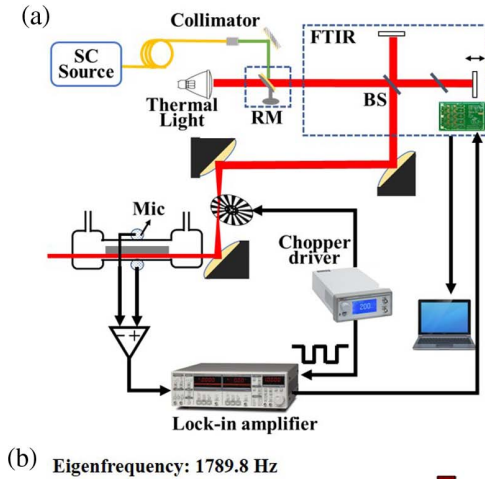 (a)
Collimator
FTIR
SC
Source
Thermal
Light
RM
BS
Mic
Chopper
driver
200
Lock-in amplifier
(b) Eigenfrequency: 1789.8 Hz